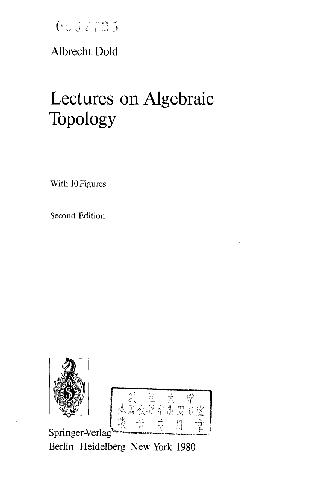 Albrecht Dold
Lectures on Algebraic
Topology
With 10 Figures
Second Edition
Springer-Verlag
Berlin Heidelberg New York 1980